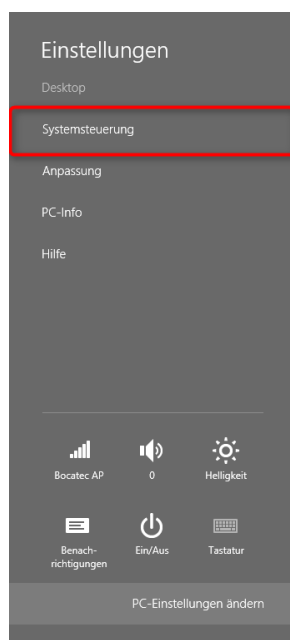 Einstellungen
Desktop
Systemsteuerung
Anpassung
PC-Info
Hilfe
Bocatec AP
0
Helligkeit
Benach-
richtigungen
Ein/Aus
Tastatur
PC-Einstellungen ändern